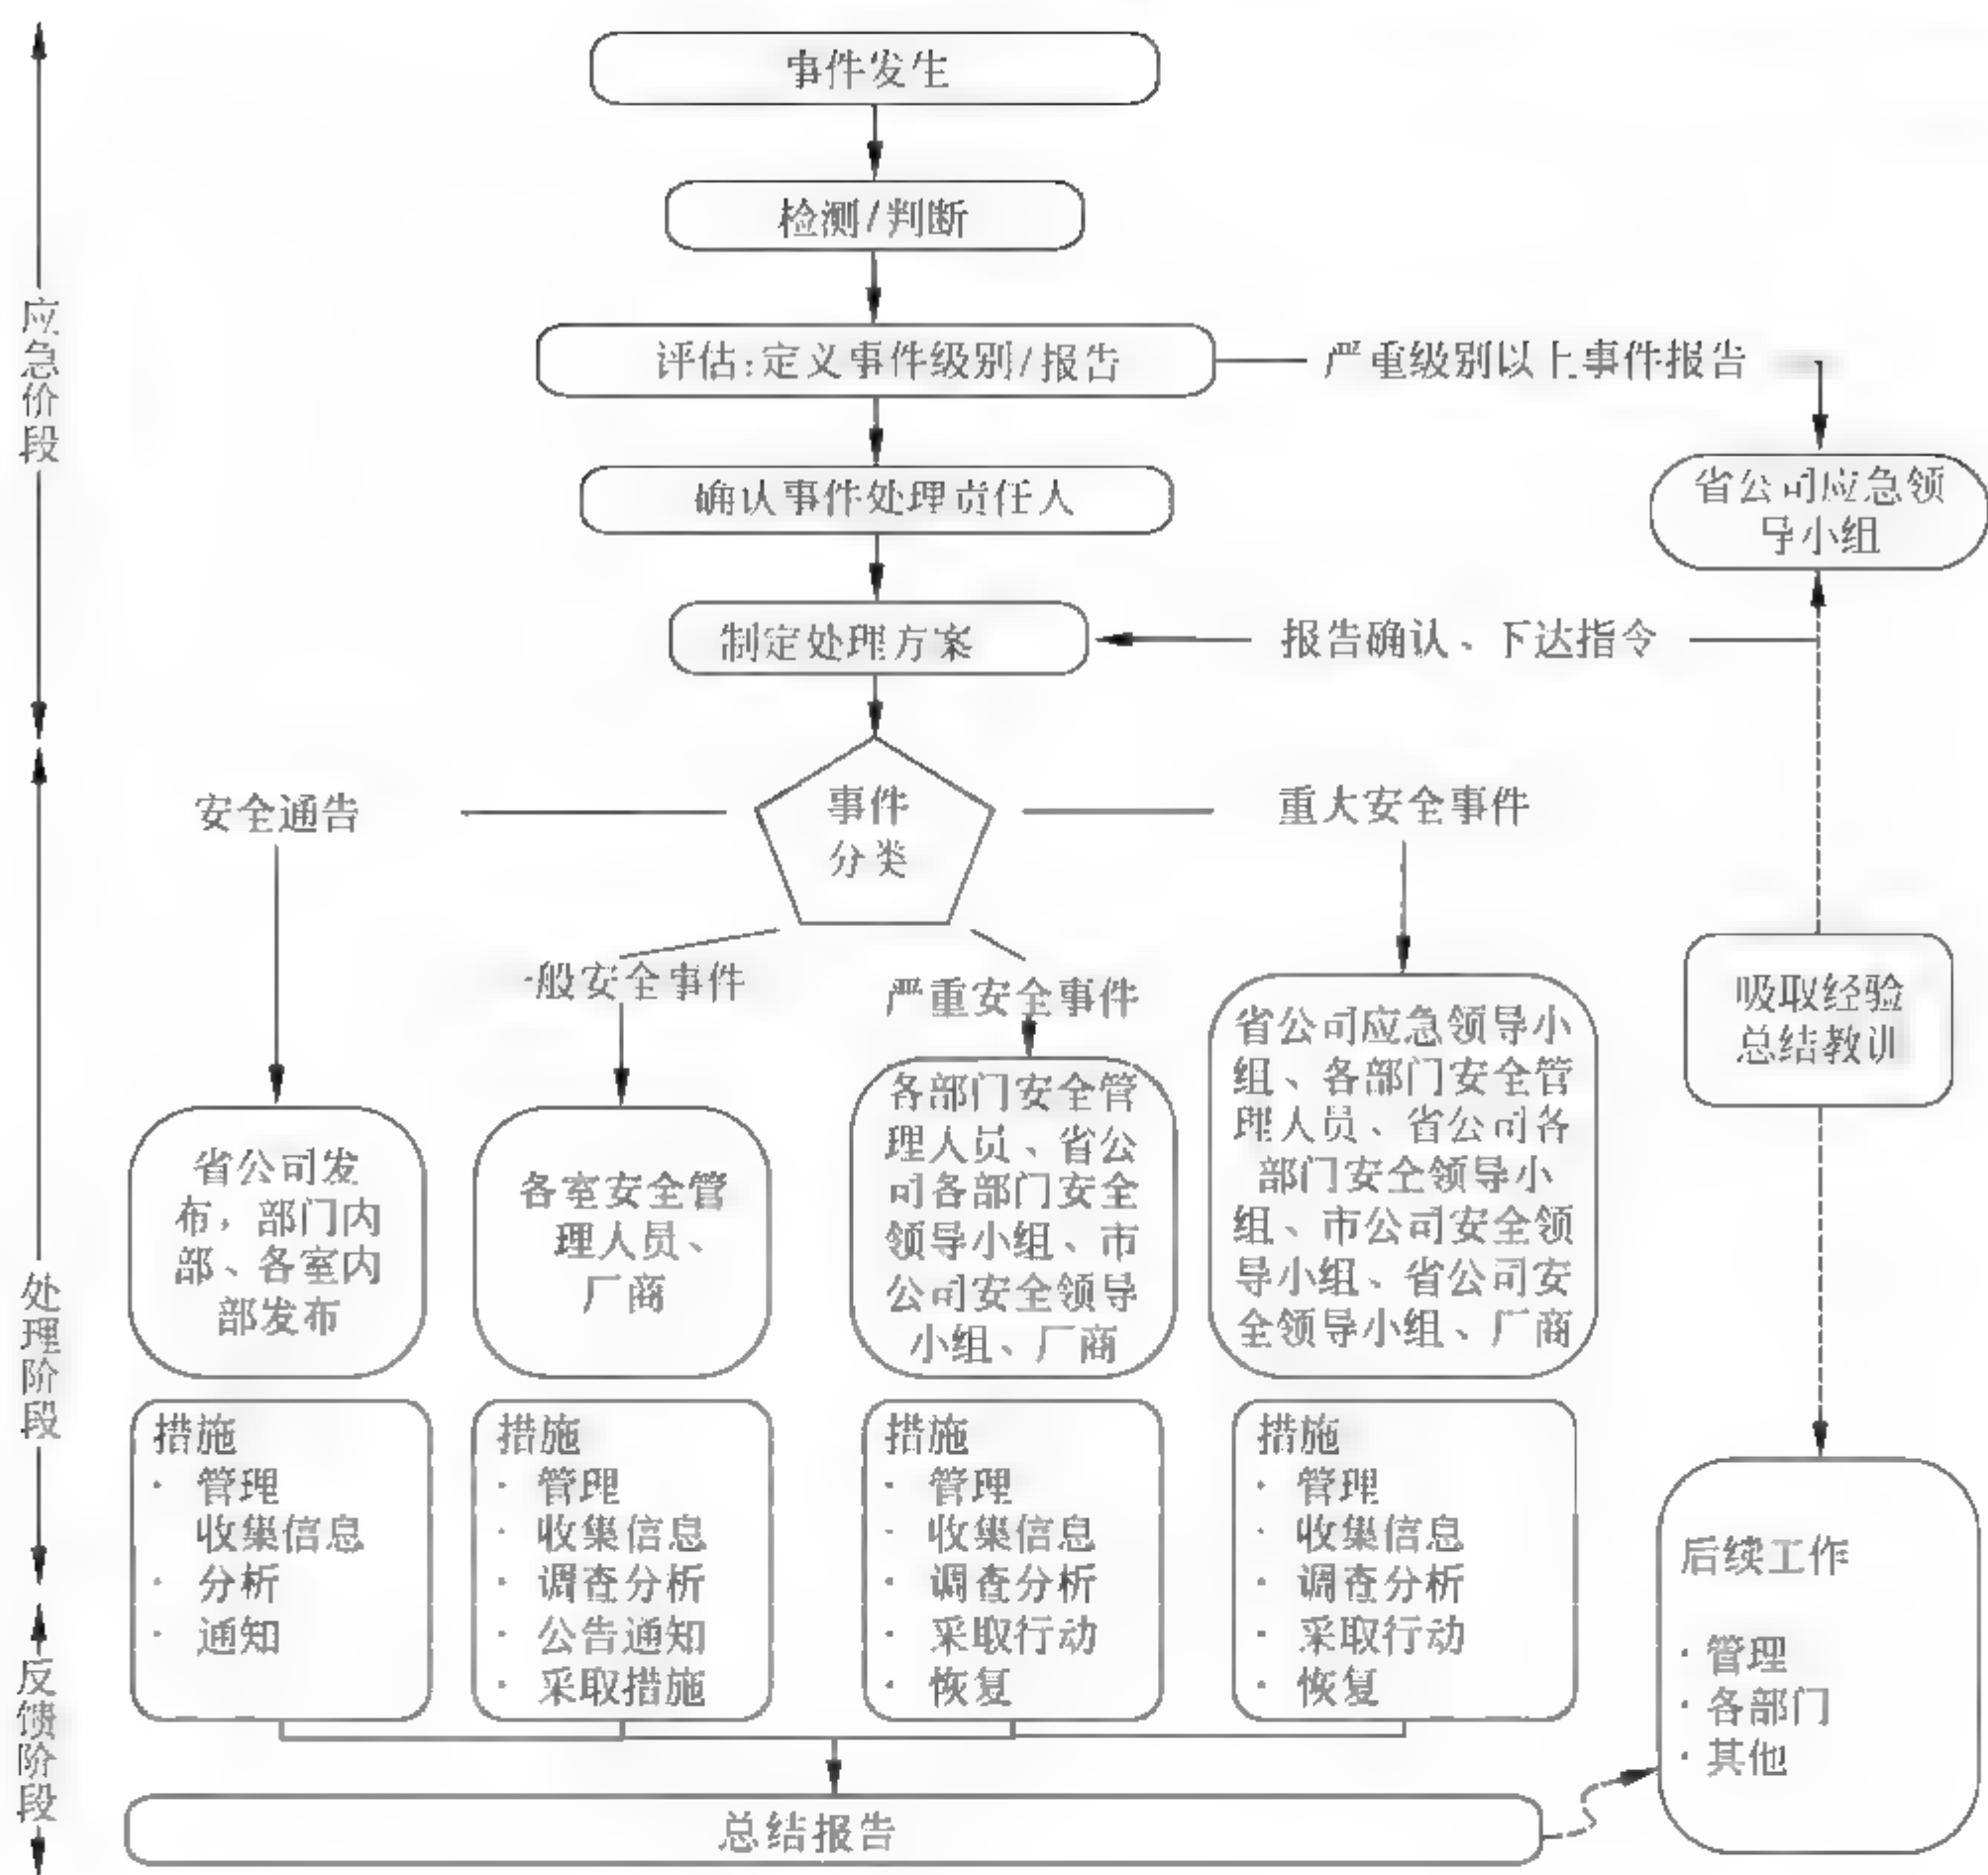 事件发生
检测/判断
评估:定义事件级别/报告
严重级别以上事件报告
应急价段
确认事件处理责任人
省公司应急领
导小组
制定处理方案
报告确认、下达指令
事件
分类
安全通告
重大安全事件
一般安全事件
严重安全事件
吸取经验
总结教训
省公司发
布，部门内
部、各室内
部发布
各室安全管
理人员、
厂商
各部门安全管
理人员、省公
司各部门安全
领导小组、市
公司安全领导
小组、厂商
省公司应急领导小
组、各部门安全管
理人员、省公司各
部门安全领导小
组、市公司安全领
导小组、省公司安
全领导小组、厂商
处理阶段
措施
· 管理
收集信息
· 分析
· 通知
措施
· 管理
· 收集信息
· 调查分析
· 公告通知
· 采取措施
措施
· 管理
· 收集信息
· 调查分析
· 采取行动
· 恢复
措施
· 管理
· 收集信息
· 调查分析
· 采取行动
· 恢复
后续工作
· 管理
· 各部门
· 其他
反馈阶段
总结报告